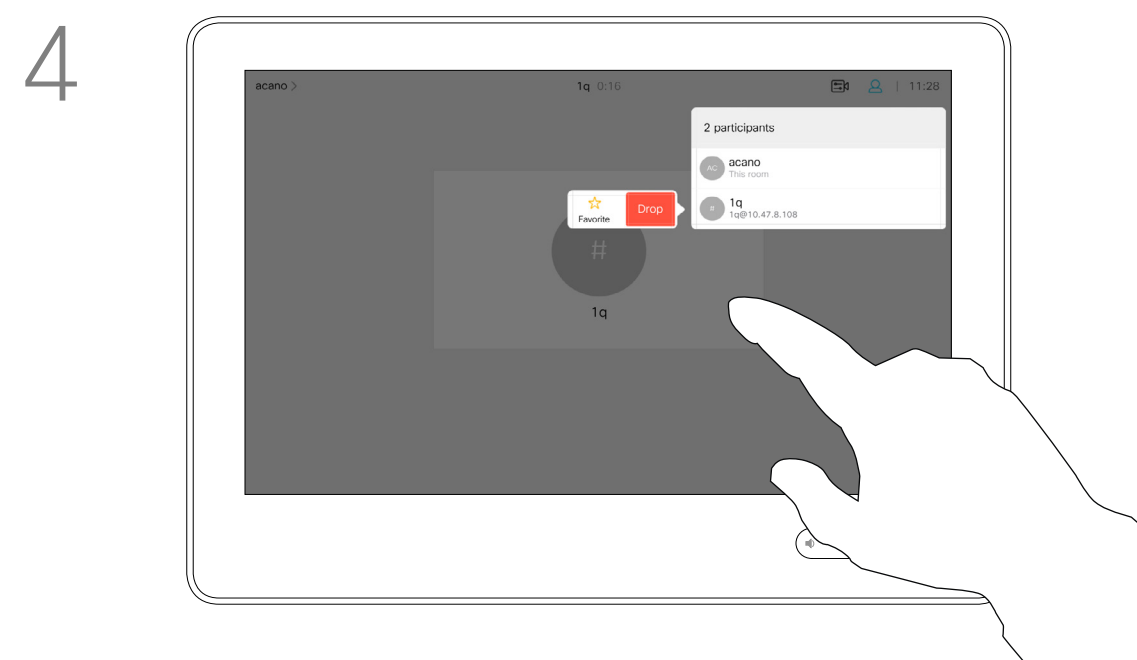 4
acano >
1q 0:16
| 11:28
2 participants
AC
acano
This room
Favorite
Drop
#
1q
1q@10.47.8.108
#
1q